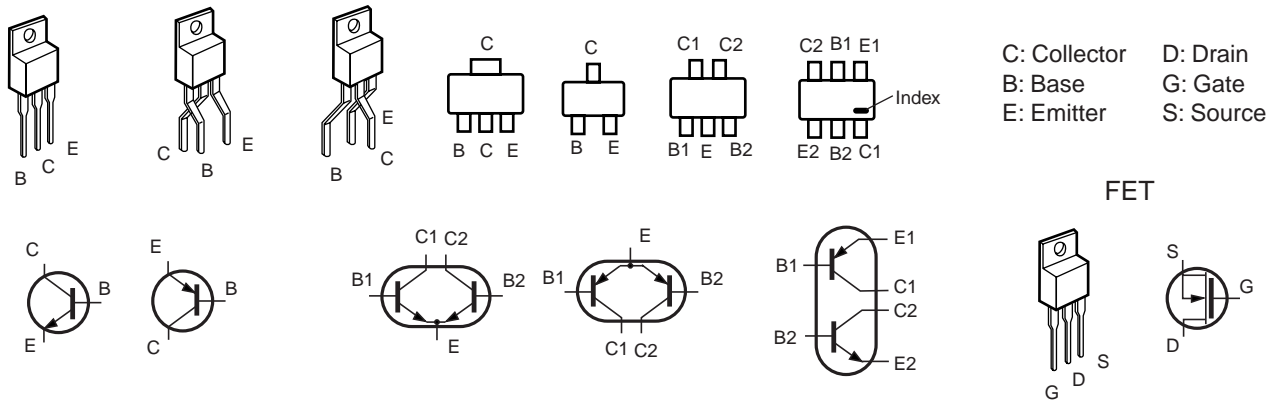 B C E
C B E
B E C
C
B C E
C
B E
C1 C2
B1 E B2
C2 B1 E1
Index
E2 B2 C1
C: Collector D: Drain
B: Base G: Gate
E: Emitter S: Source
FET
C
B
E
E
B
C
C1 C2
B1 B2
E
E
B1 B2
C1 C2
E1
B1
C1
C2
B2
E2
G D S
S
G
D